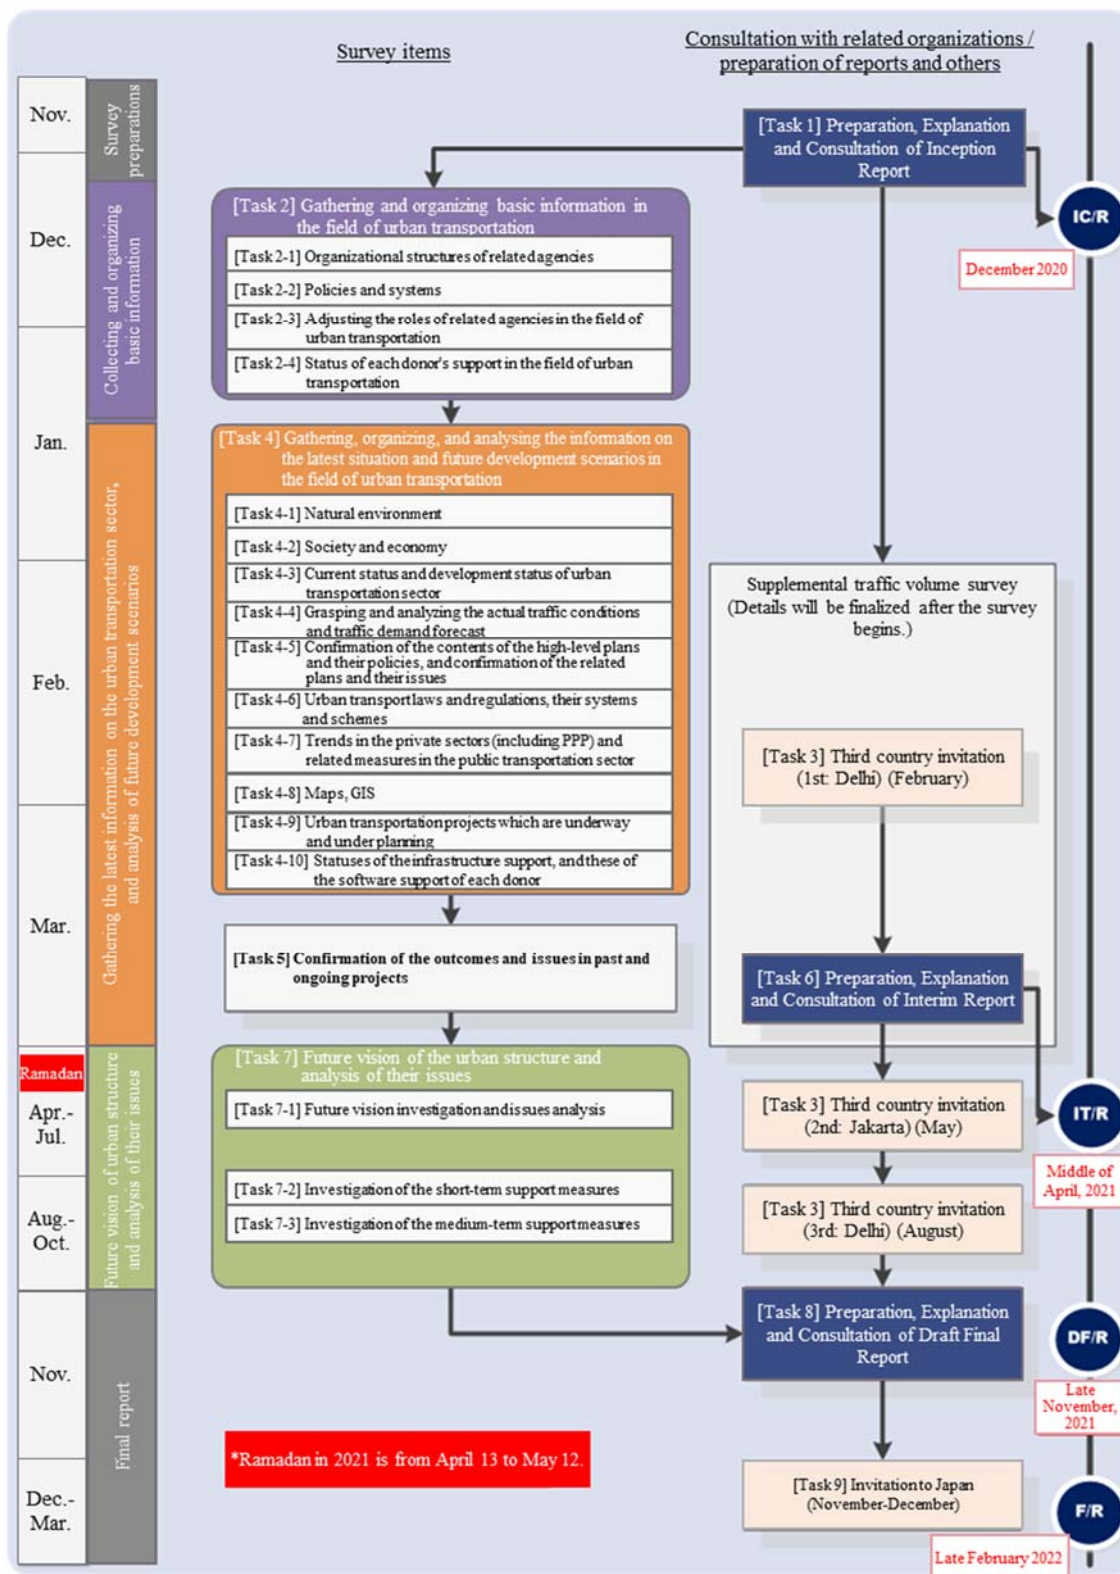 Survey items
Consultation with related organizations /
preparation of reports and others
Nov.
Dec.
Jan.
Feb.
Mar.
Ramadan
Apr.-
Jul.
Aug.-
Oct.
Nov.
Dec.-
Mar.
Survey
preparations
Collecting and organizing
basic information
Gathering the latest information on the urban transportation sector,
and analysis of future development scenarios
Future vision of urban structure
and analysis of their issues
Final report
[Task 2] Gathering and organizing basic information in
the field of urban transportation
[Task 2-1] Organizational structures of related agencies
[Task 2-2] Policies and systems
[Task 2-3] Adjusting the roles of related agencies in the field of
urban transportation
[Task 2-4] Status of each donor's support in the field of urban
transportation
[Task 4] Gathering, organizing, and analysing the information on
the latest situation and future development scenarios in
the field of urban transportation
[Task 4-1] Natural environment
[Task 4-2] Society and economy
[Task 4-3] Current status and development status of urban
transportation sector
[Task 4-4] Grasping and analyzing the actual traffic conditions
and traffic demand forecast
[Task 4-5] Confirmation of the contents of the high-level plans
and their policies, and confirmation of the related
plans and their issues
[Task 4-6] Urban transport laws and regulations, their systems
and schemes
[Task 4-7] Trends in the private sectors (including PPP) and
related measures in the public transportation sector
[Task 4-8] Maps, GIS
[Task 4-9] Urban transportation projects which are underway
and under planning
[Task 4-10] Statuses of the infrastructure support, and these of
the software support of each donor
[Task 5] Confirmation of the outcomes and issues in past and
ongoing projects
[Task 7] Future vision of the urban structure and
analysis of their issues
[Task 7-1] Future vision investigation and issues analysis
[Task 7-2] Investigation of the short-term support measures
[Task 7-3] Investigation of the medium-term support measures
*Ramadan in 2021 is from April 13 to May 12.
[Task 1] Preparation, Explanation
and Consultation of Inception
Report
Supplemental traffic volume survey
(Details will be finalized after the survey
begins.)
[Task 3] Third country invitation
(1st: Delhi) (February)
[Task 6] Preparation, Explanation
and Consultation of Interim Report
[Task 3] Third country invitation
(2nd: Jakarta) (May)
[Task 3] Third country invitation
(3rd: Delhi) (August)
[Task 8] Preparation, Explanation
and Consultation of Draft Final
Report
[Task 9] Invitation to Japan
(November-December)
IC/R
December 2020
IT/R
Middle of
April, 2021
DF/R
Late
November,
2021
F/R
Late February 2022